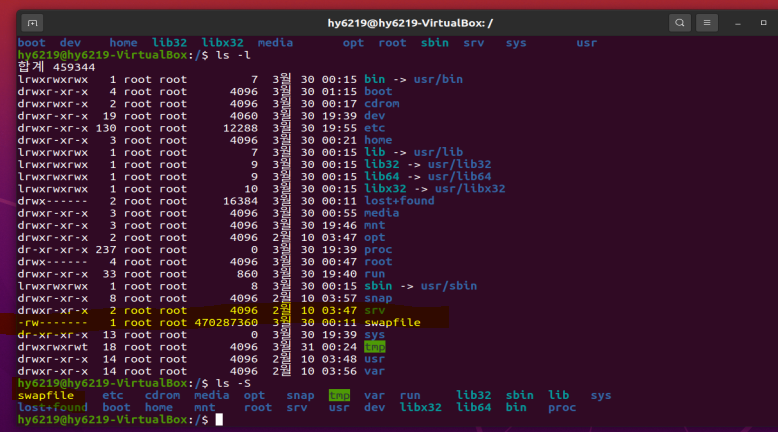 hy6219@hy6219-VirtualBox: /
boot dev home lib32 libx32 media opt root sbin srv sys usr
hy6219@hy6219-VirtualBox:/$ ls -l
합계 459344
lrwxrwxrwx 1 root root 7 3월 30 00:15 bin -> usr/bin
drwxr-xr-x 4 root root 4096 3월 30 01:15 boot
drwxrwxr-x 2 root root 4096 3월 30 00:17 cdrom
drwxr-xr-x 19 root root 4060 3월 30 19:39 dev
drwxr-xr-x 130 root root 12288 3월 30 19:55 etc
drwxr-xr-x 3 root root 4096 3월 30 00:21 home
lrwxrwxrwx 1 root root 7 3월 30 00:15 lib -> usr/lib
lrwxrwxrwx 1 root root 9 3월 30 00:15 lib32 -> usr/lib32
lrwxrwxrwx 1 root root 9 3월 30 00:15 lib64 -> usr/lib64
lrwxrwxrwx 1 root root 10 3월 30 00:15 libx32 -> usr/libx32
drwx------ 2 root root 16384 3월 30 00:11 lost+found
drwxr-xr-x 3 root root 4096 3월 30 00:55 media
drwxr-xr-x 3 root root 4096 3월 30 19:46 mnt
drwxr-xr-x 2 root root 4096 2월 10 03:47 opt
dr-xr-xr-x 237 root root 0 3월 30 19:39 proc
drwx------ 4 root root 4096 3월 30 00:47 root
drwxr-xr-x 33 root root 860 3월 30 19:40 run
lrwxrwxrwx 1 root root 8 3월 30 00:15 sbin -> usr/sbin
drwxr-xr-x 8 root root 4096 2월 10 03:57 snap
drwxr-xr-x 2 root root 4096 2월 10 03:47 srv
-rw------- 1 root root 470287360 3월 30 00:11 swapfile
dr-xr-xr-x 13 root root 0 3월 30 19:39 sys
drwxrwxrwt 18 root root 4096 3월 31 00:24 tmp
drwxr-xr-x 14 root root 4096 2월 10 03:48 usr
drwxr-xr-x 14 root root 4096 2월 10 03:56 var
hy6219@hy6219-VirtualBox:/$ ls -S
swapfile etc cdrom media opt snap tmp var run lib32 sbin lib sys
lost+found boot home mnt root srv usr dev libx32 lib64 bin proc
hy6219@hy6219-VirtualBox:/$